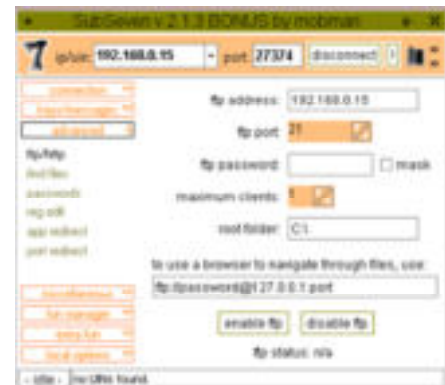 SubSeven v 2.1.3 BONUS by mobman
ip/uin: 192.168.0.15 port: 27374 disconnect
connection
keys/messages
advanced
ftp/http
find files
passwords
reg edit
app redirect
port redirect
miscellaneous
fun manager
extra fun
local options
ftp address: 192.168.0.15
ftp port: 21
ftp password: mask
maximum clients: 1
root folder: C:\
to use a browser to navigate through files, use:
ftp://password@127.0.0.1:port
enable ftp disable ftp
ftp status: n/a
- idle - no UINs found.